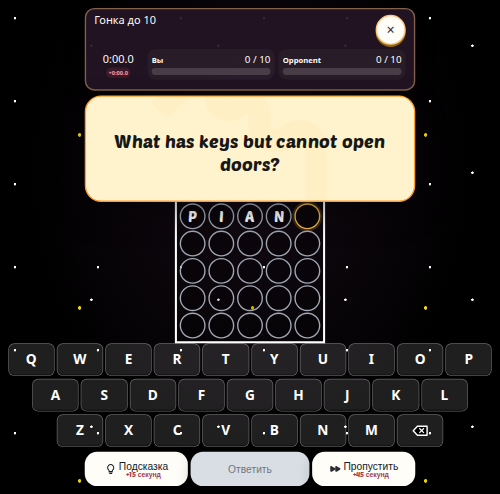 Гонка до 10
×
0:00.0
+0:00.0
Вы 0 / 10
Opponent 0 / 10
What has keys but cannot open
doors?
P I A N
Q W E R T Y U I O P
A S D F G H J K L
Z X C V B N M
Подсказка
+15 секунд
Ответить
Пропустить
+45 секунд